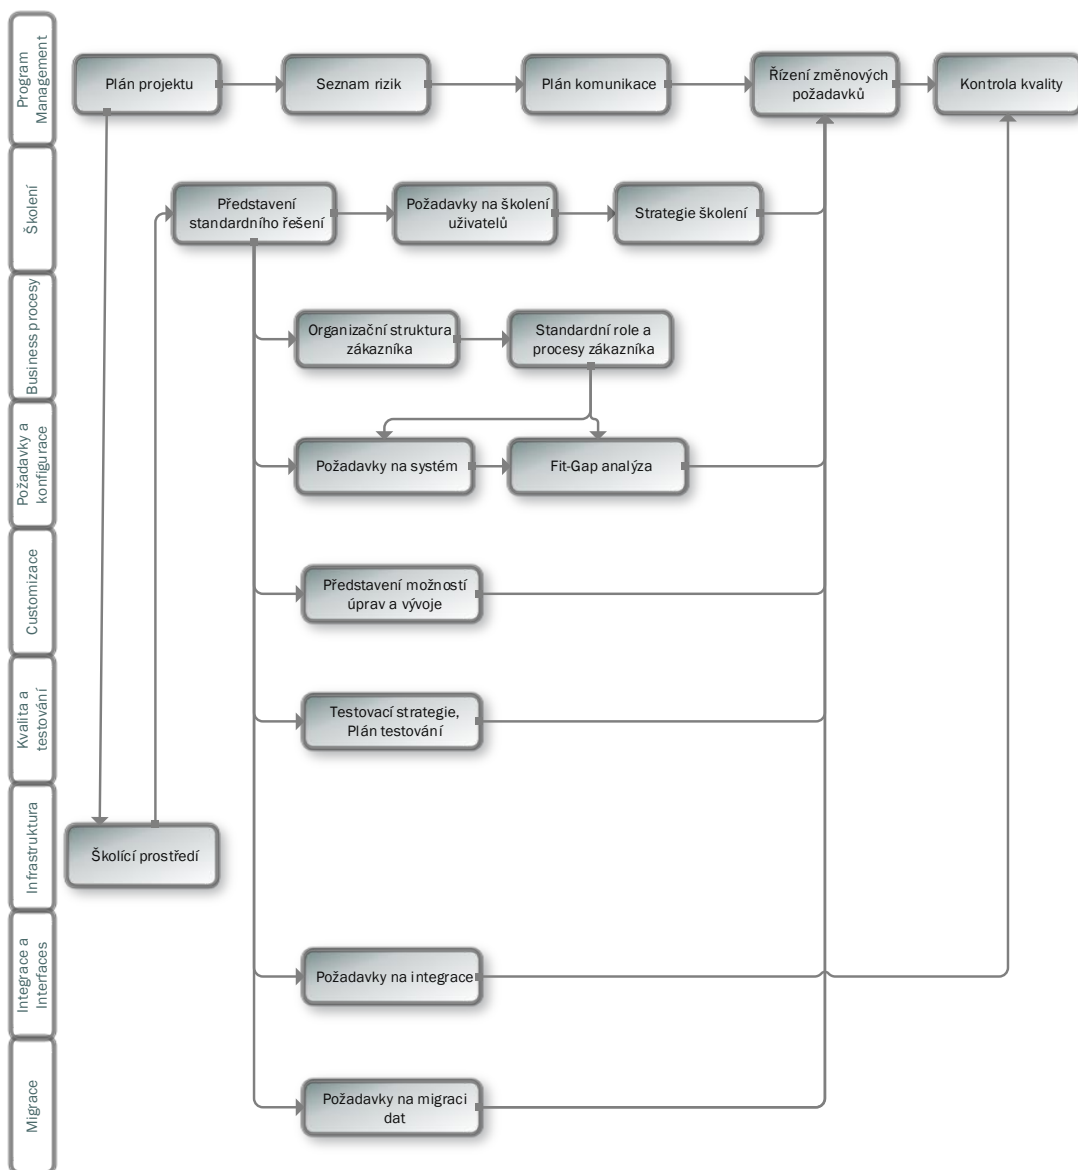 Program
Management
Plán projektu
Seznam rizik
Plán komunikace
Řízení změnových
požadavků
Kontrola kvality
Školení
Představení
standardního řešení
Požadavky na školení
uživatelů
Strategie školení
Business procesy
Organizační struktura
zákazníka
Standardní role a
procesy zákazníka
Požadavky a
konfigurace
Požadavky na systém
Fit-Gap analýza
Customizace
Představení možností
úprav a vývoje
Kvalita a
testování
Testovací strategie,
Plán testování
Infrastruktura
Školící prostředí
Integrace a
Interfaces
Požadavky na integrace
Migrace
Požadavky na migraci
dat